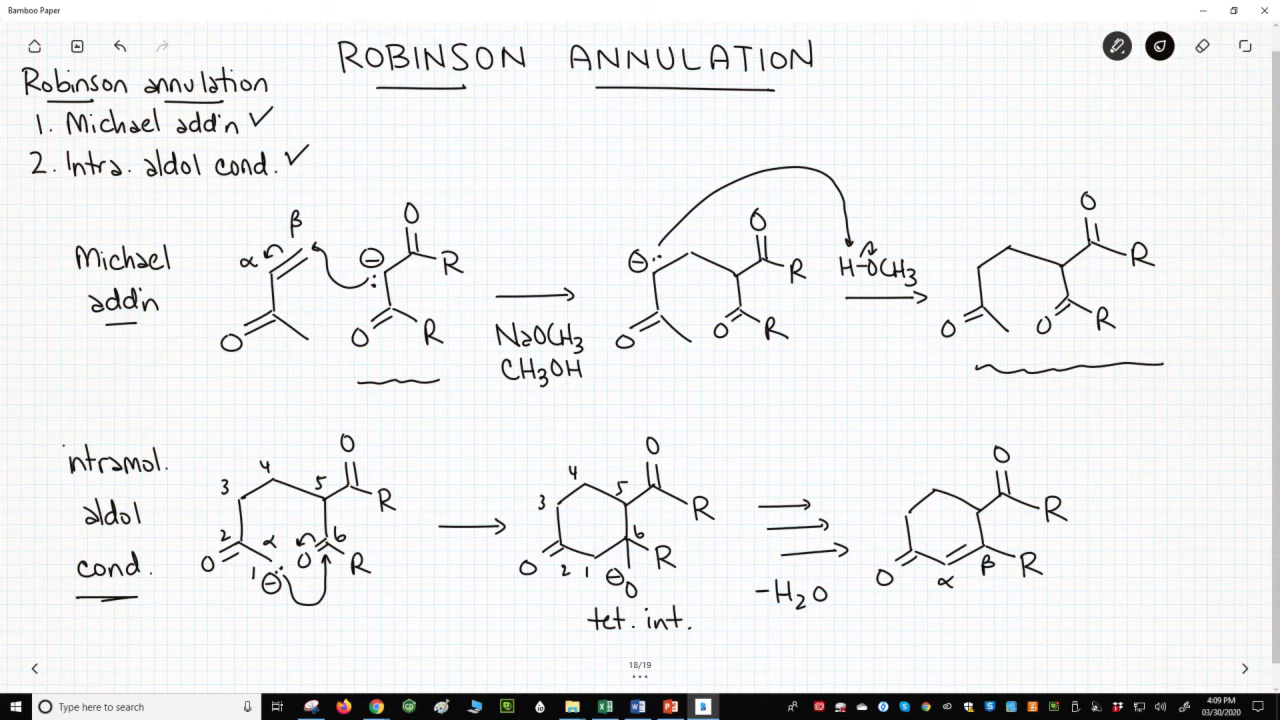 Bamboo Paper
ROBINSON ANNULATION
Robinson annulation
1. Michael add'n ✓
2. Intra. aldol cond. ✓
Michael
add'n
O
α
β
⊖
O
R
O
R
NaOCH3
CH3OH
⊖
O
O
R
O
R
H-OCH3
O
O
R
O
R
intramol.
aldol
cond.
O
R
3
4
5
2
α
6
O
1
⊖
O
R
O
R
3
4
5
6
O
2
1
R
⊖
O
tet. int.
-H2O
O
R
O
α
β
R
18/19
Type here to search
4:09 PM
03/30/2020